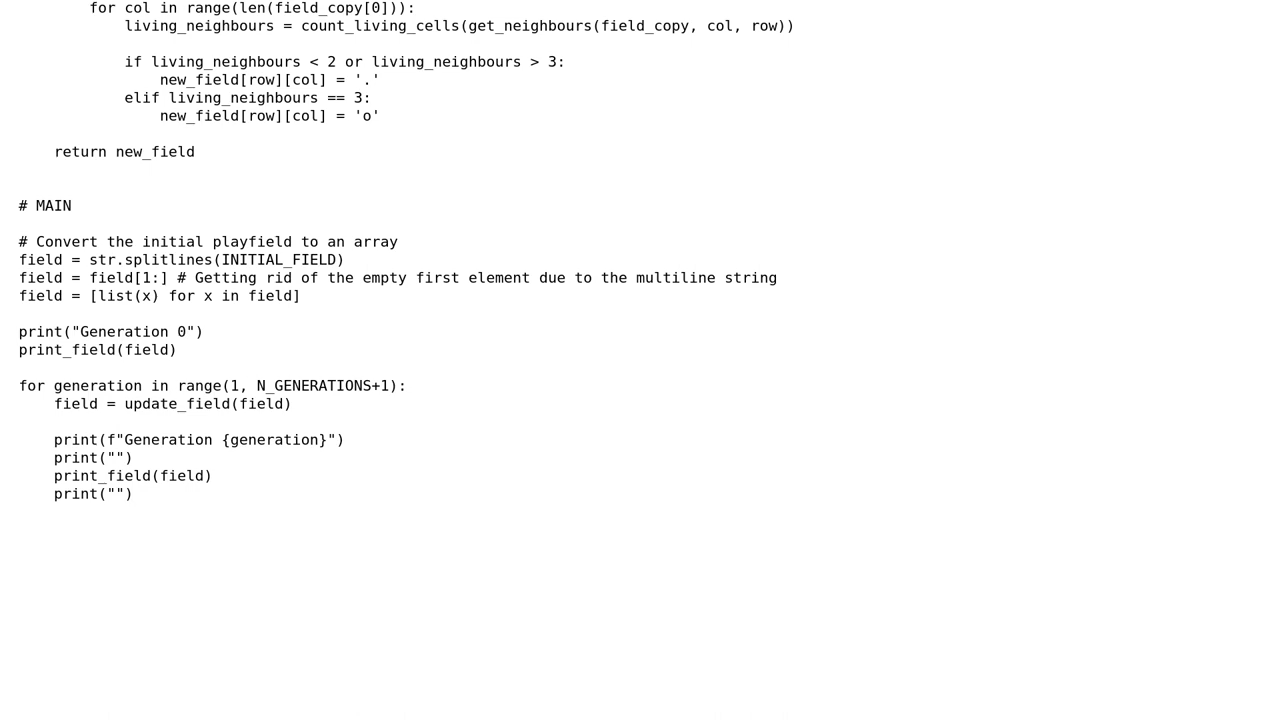 for col in range(len(field_copy[0])):
            living_neighbours = count_living_cells(get_neighbours(field_copy, col, row))

            if living_neighbours < 2 or living_neighbours > 3:
                new_field[row][col] = '.'
            elif living_neighbours == 3:
                new_field[row][col] = 'o'

    return new_field


# MAIN

# Convert the initial playfield to an array
field = str.splitlines(INITIAL_FIELD)
field = field[1:] # Getting rid of the empty first element due to the multiline string
field = [list(x) for x in field]

print("Generation 0")
print_field(field)

for generation in range(1, N_GENERATIONS+1):
    field = update_field(field)

    print(f"Generation {generation}")
    print("")
    print_field(field)
    print("")